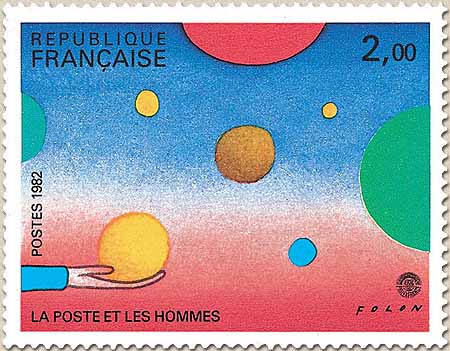 REPUBLIQUE
FRANÇAISE
2,00
POSTES 1982
LA POSTE ET LES HOMMES
FOLON